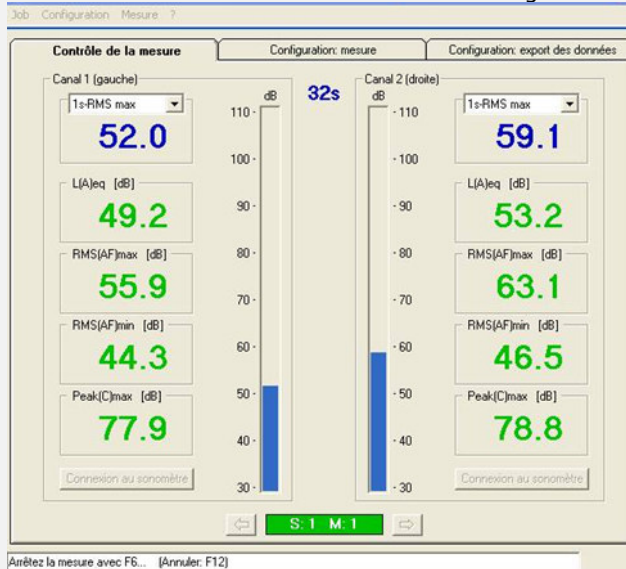 Job Configuration Mesure ?
Contrôle de la mesure
Configuration: mesure
Configuration: export des données
Canal 1 (gauche)
1s-RMS max
52.0
L(A)eq [dB]
49.2
RMS(AF)max [dB]
55.9
RMS(AF)min [dB]
44.3
Peak(C)max [dB]
77.9
Connexion au sonomètre
dB
110 -
100 -
90 -
80 -
70 -
60 -
50 -
40 -
30 -
32s
Canal 2 (droite)
dB
- 110
- 100
- 90
- 80
- 70
- 60
- 50
- 40
- 30
1s-RMS max
59.1
L(A)eq [dB]
53.2
RMS(AF)max [dB]
63.1
RMS(AF)min [dB]
46.5
Peak(C)max [dB]
78.8
Connexion au sonomètre
S: 1 M: 1
Arrêtez la mesure avec F6... (Annuler: F12)